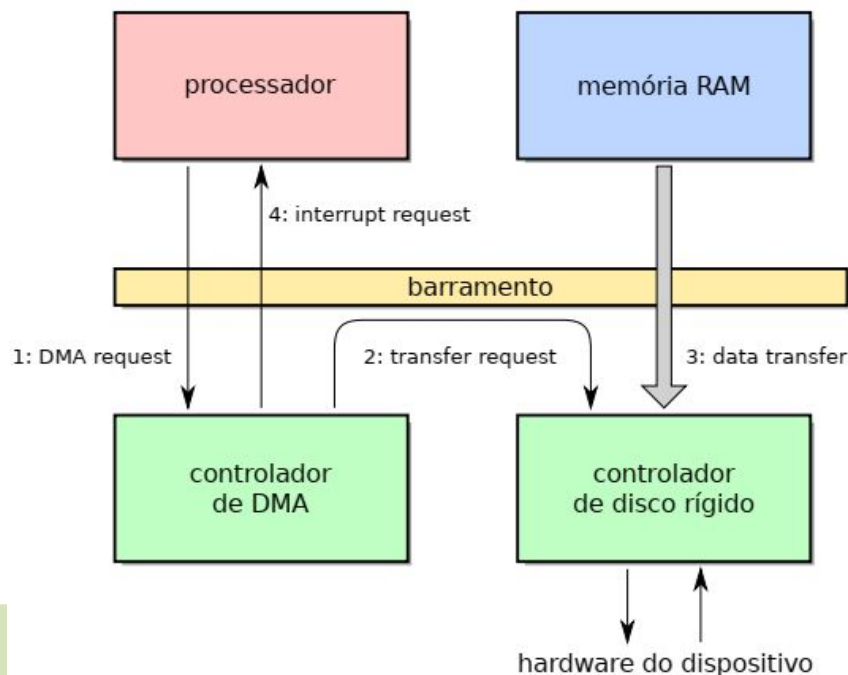 processador
memória RAM
4: interrupt request
barramento
1: DMA request
2: transfer request
3: data transfer
controlador
de DMA
controlador
de disco rígido
hardware do dispositivo